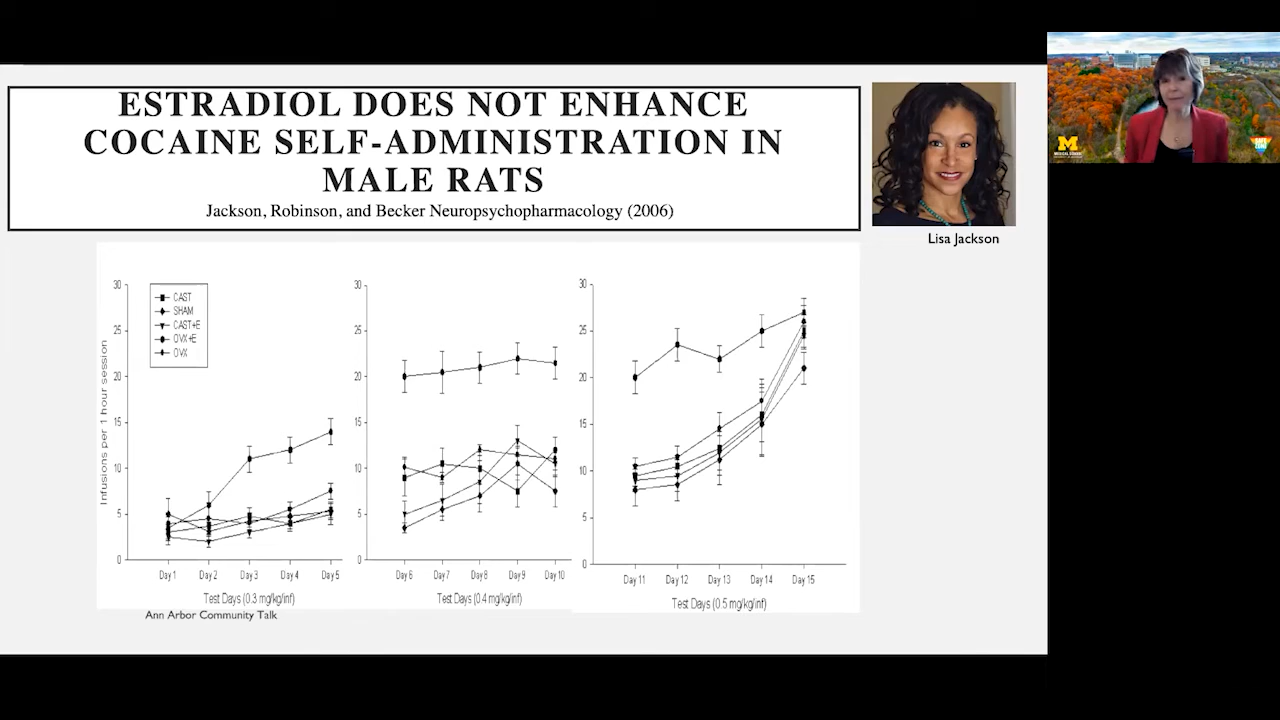 ESTRADIOL DOES NOT ENHANCE
COCAINE SELF-ADMINISTRATION IN
MALE RATS
Jackson, Robinson, and Becker Neuropsychopharmacology (2006)
Lisa Jackson
M
30
25
20
15
10
5
0
Infusions per 1 hour session
CAST
SHAM
CAST+E
OVX+E
OVX
Day 1
Day 2
Day 3
Day 4
Day 5
Test Days (0.3 mg/kg/inf)
30
25
20
15
10
5
0
Day 6
Day 7
Day 8
Day 9
Day 10
Test Days (0.4 mg/kg/inf)
30
25
20
15
10
5
0
Day 11
Day 12
Day 13
Day 14
Day 15
Test Days (0.5 mg/kg/inf)
Ann Arbor Community Talk